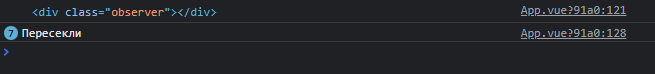 <div class="observer"></div> App.vue?91a0:121
7 Пересекли App.vue?91a0:128
>